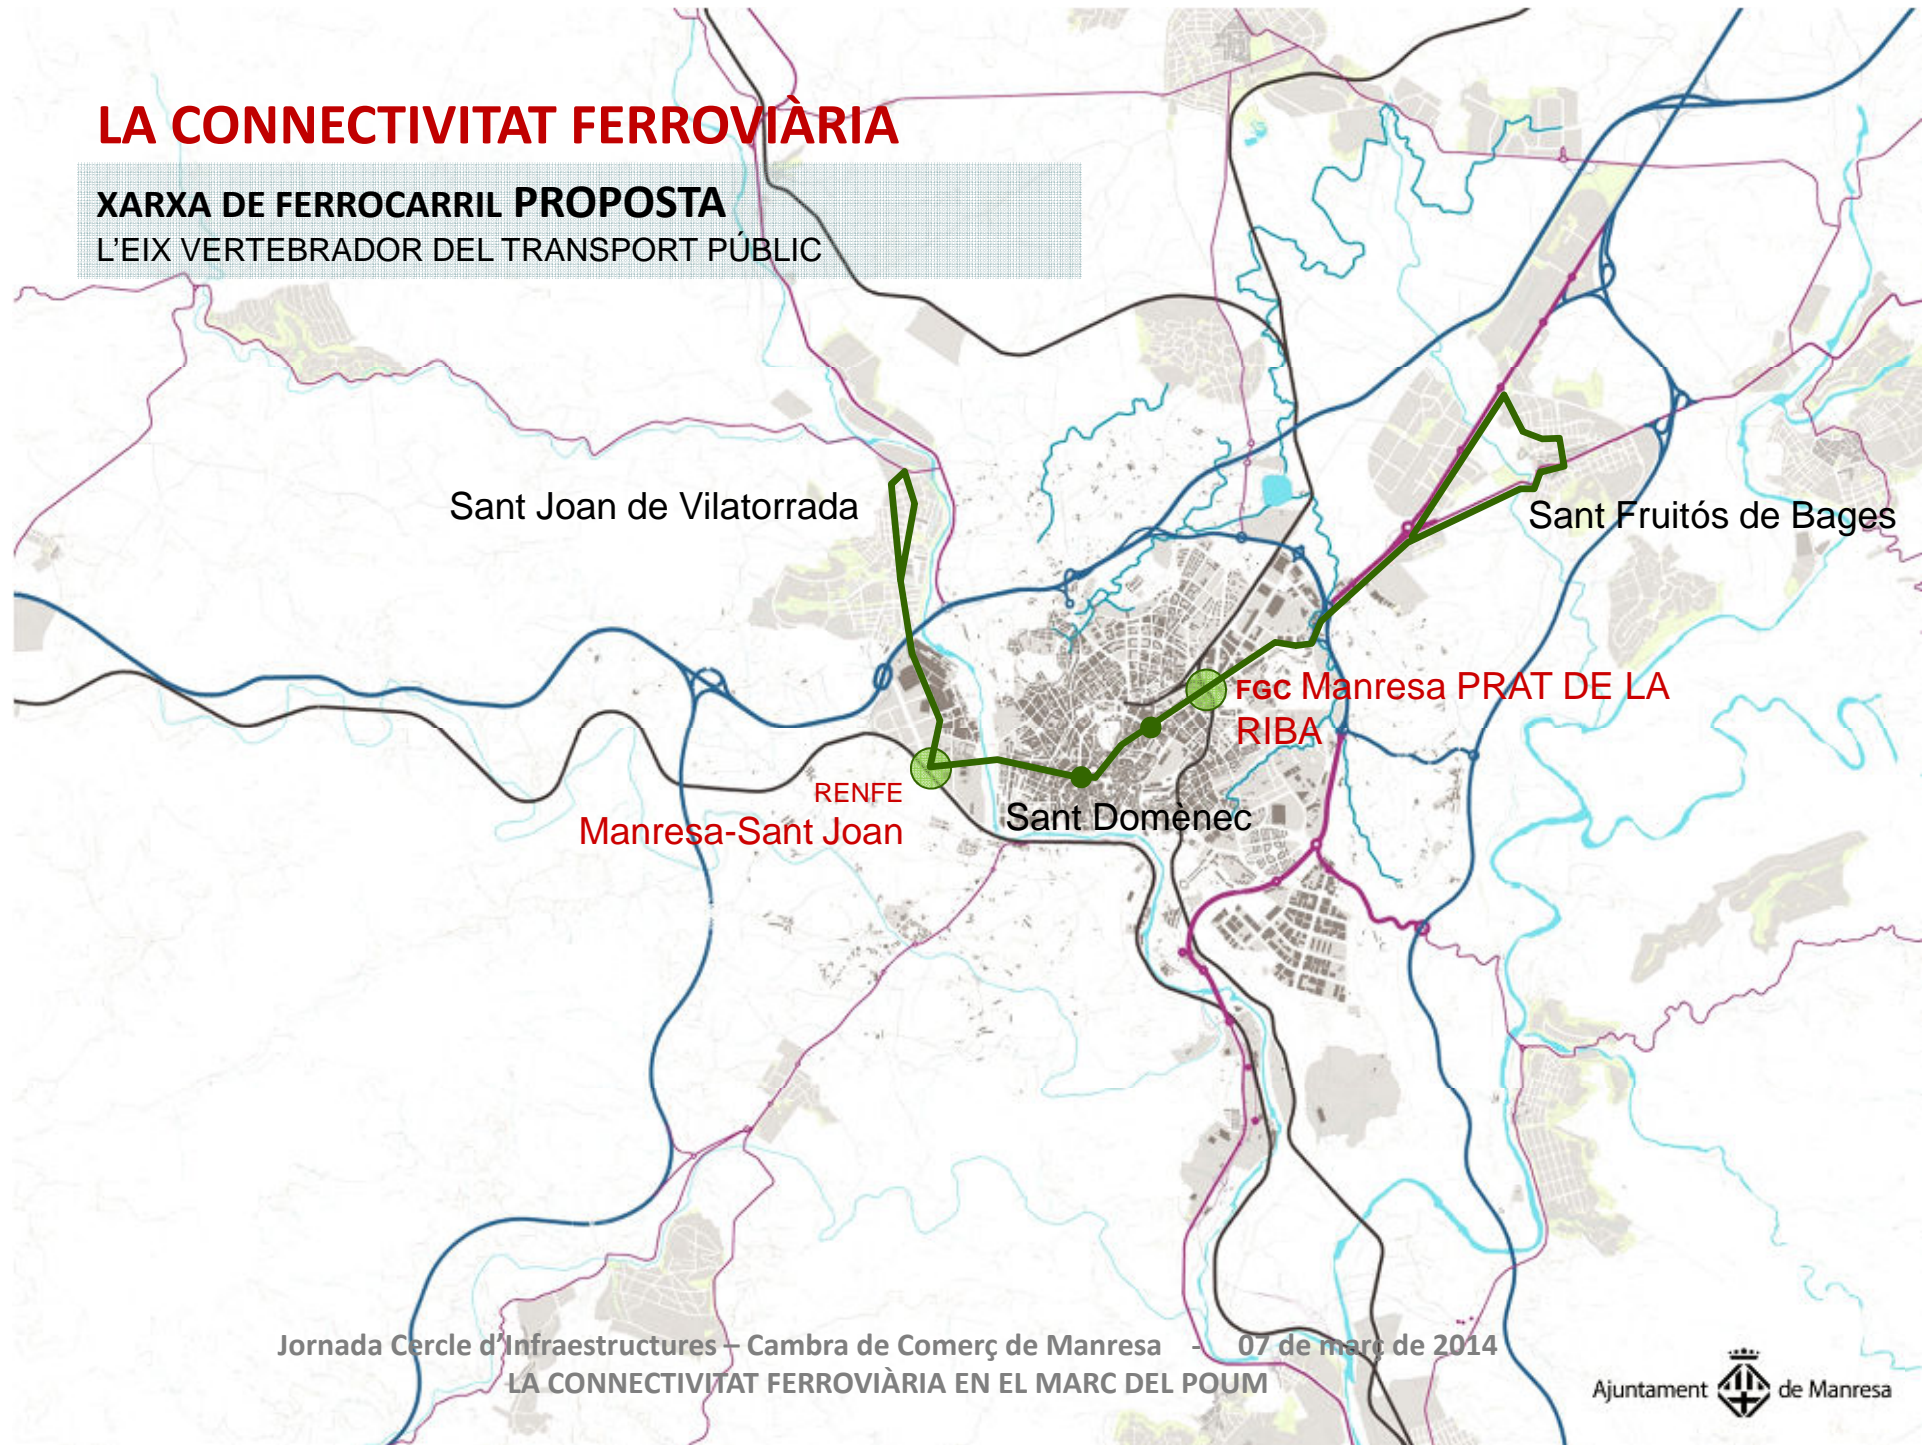 LA CONNECTIVITAT FERROVIÀRIA
XARXA DE FERROCARRIL PROPOSTA
L'EIX VERTEBRADOR DEL TRANSPORT PÚBLIC
Sant Joan de Vilatorrada
Sant Fruitós de Bages
FGC Manresa PRAT DE LA
RIBA
RENFE
Manresa-Sant Joan
Sant Domènec
Jornada Cercle d'Infraestructures – Cambra de Comerç de Manresa - 07 de març de 2014
LA CONNECTIVITAT FERROVIÀRIA EN EL MARC DEL POUM
Ajuntament de Manresa